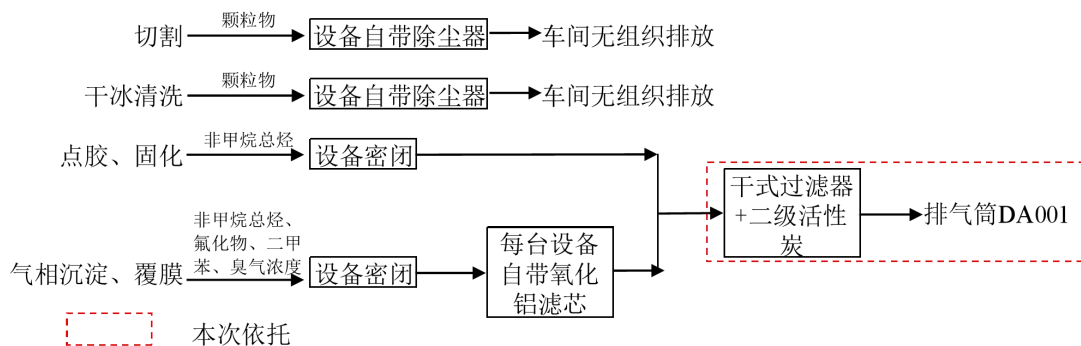 切割
颗粒物
设备自带除尘器
车间无组织排放
干冰清洗
颗粒物
设备自带除尘器
车间无组织排放
点胶、固化
非甲烷总烃
设备密闭
气相沉淀、覆膜
非甲烷总烃、
氟化物、二甲
苯、臭气浓度
设备密闭
每台设备
自带氧化
铝滤芯
干式过滤器
+二级活性
炭
排气筒DA001
本次依托